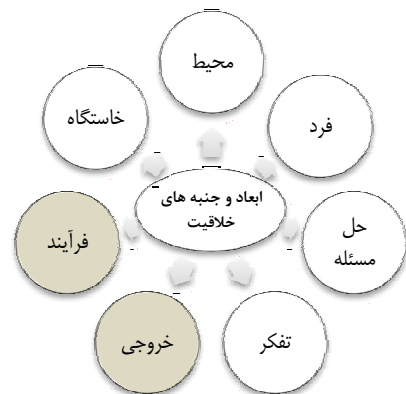 محیط
فرد
حل
مسئله
تفکر
خروجی
فرآیند
خاستگاه
ابعاد و جنبه های
خلاقیت